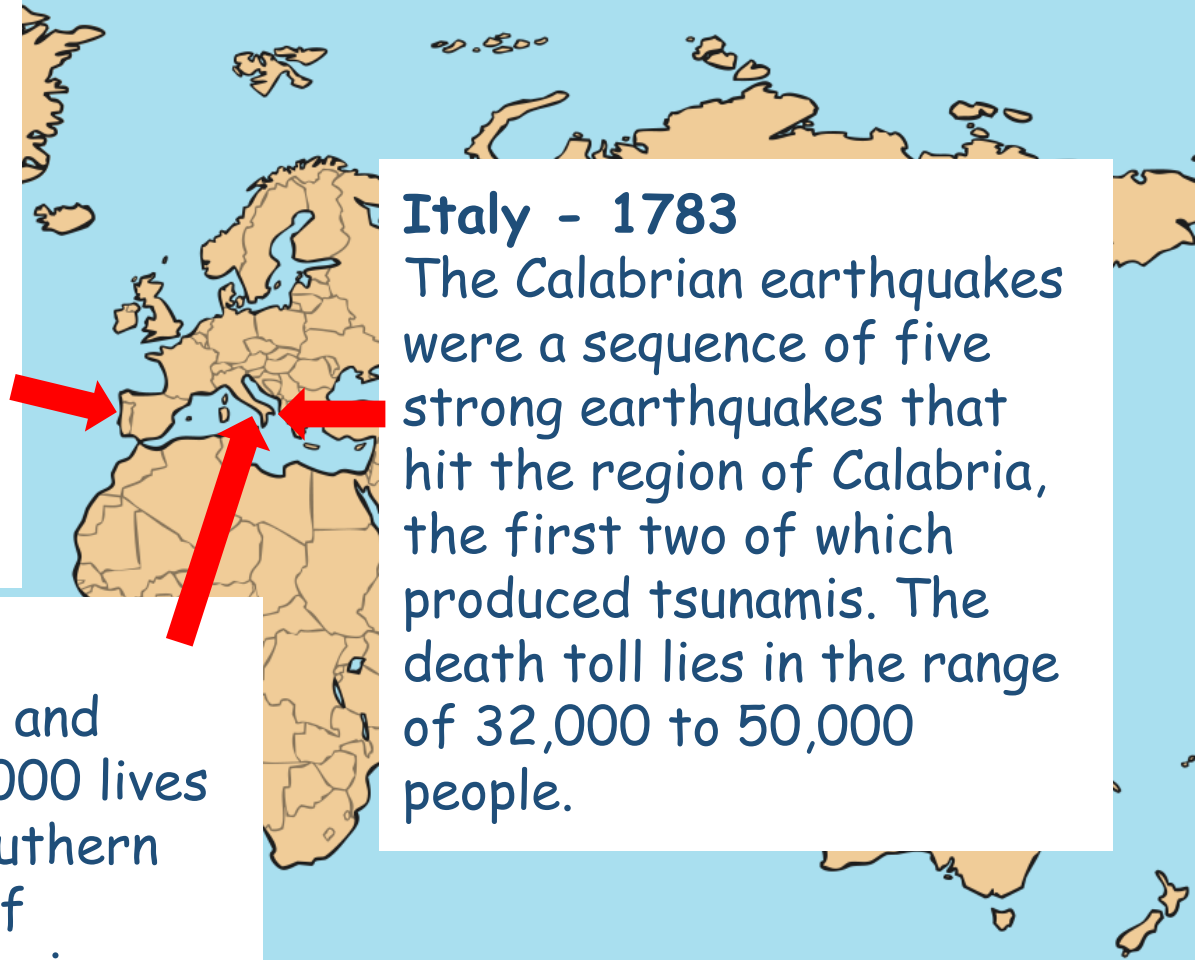 Italy - 1783
The Calabrian earthquakes
were a sequence of five
strong earthquakes that
hit the region of Calabria,
the first two of which
produced tsunamis. The
death toll lies in the range
of 32,000 to 50,000
people.
and
000 lives
uthern
f